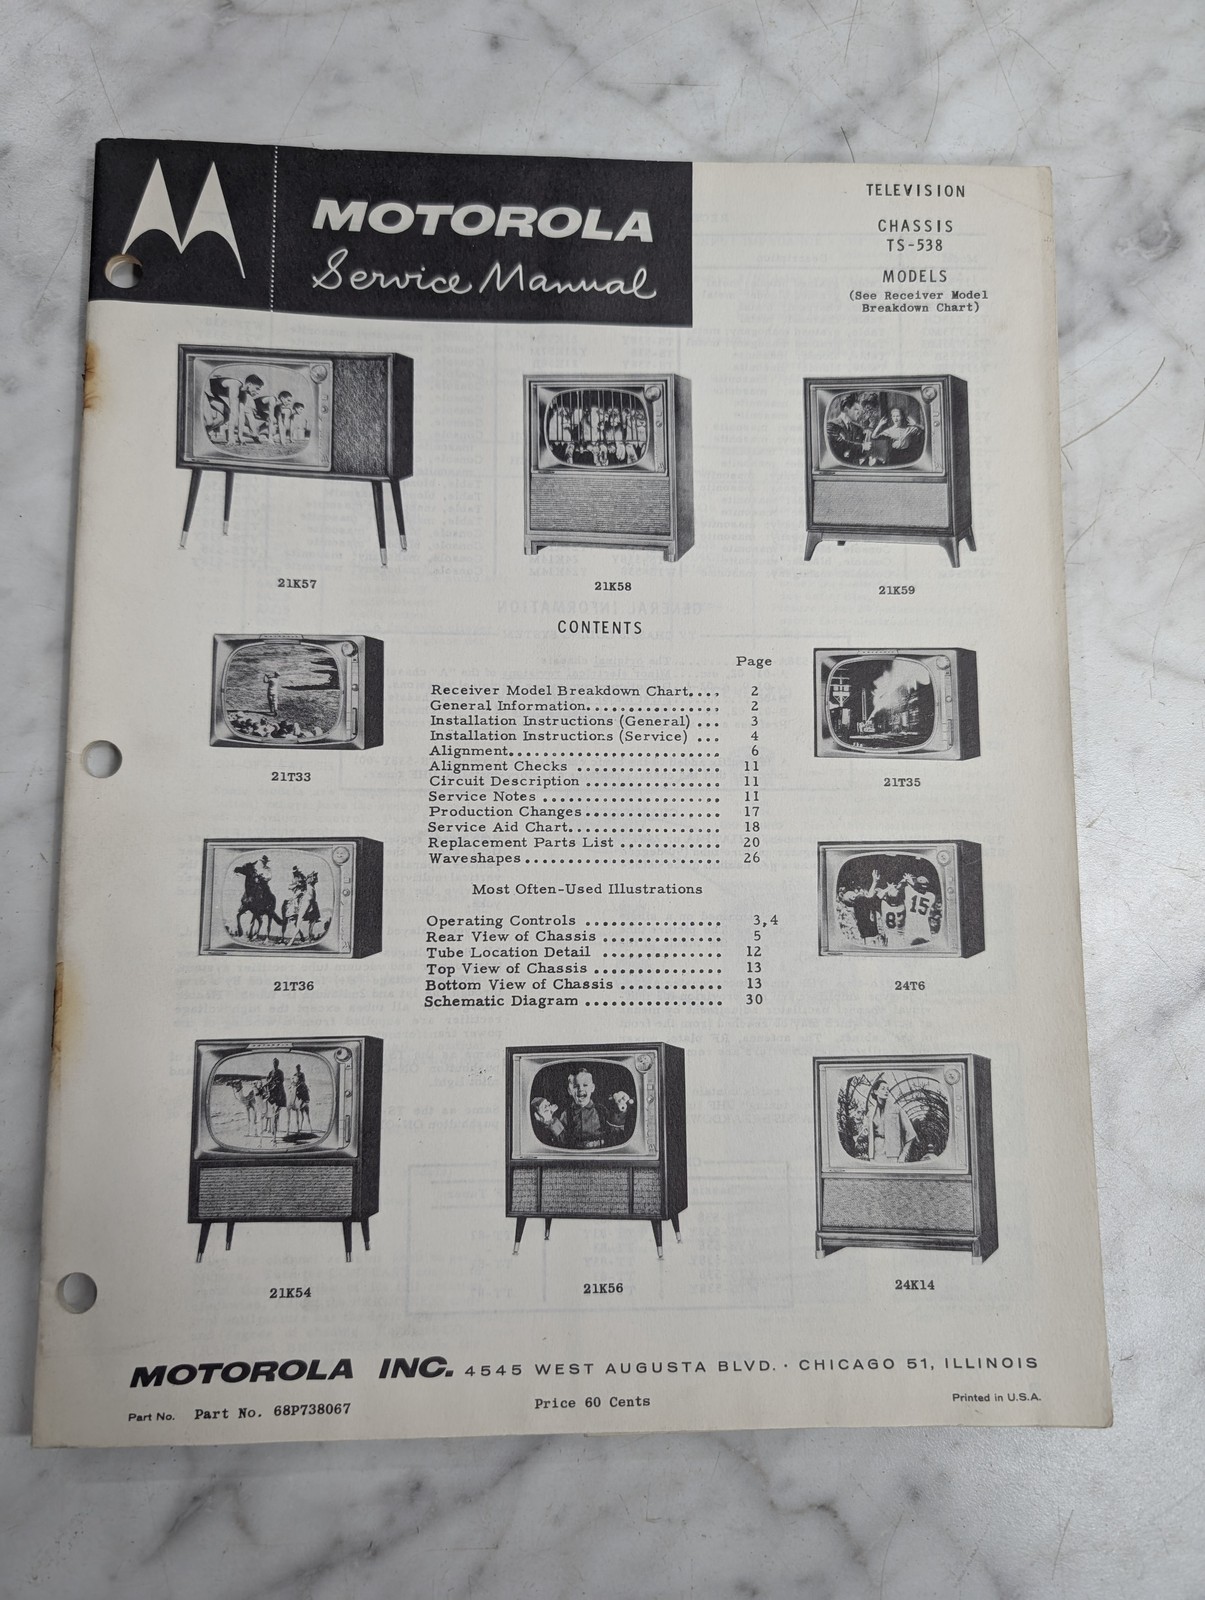 MOTOROLA
Service Manual
TELEVISION
CHASSIS
TS-538
MODELS
(See Receiver Model
Breakdown Chart)
21K57
21K58
21K59
CONTENTS
Page
Receiver Model Breakdown Chart.... 2
General Information................ 2
Installation Instructions (General) ... 3
Installation Instructions (Service) ... 4
Alignment......................... 6
Alignment Checks ................. 11
Circuit Description ................ 11
Service Notes ..................... 11
Production Changes ................ 17
Service Aid Chart.................. 18
Replacement Parts List ............ 20
Waveshapes ....................... 26
Most Often-Used Illustrations
Operating Controls ................ 3,4
Rear View of Chassis .............. 5
Tube Location Detail .............. 12
Top View of Chassis ............... 13
Bottom View of Chassis ............ 13
Schematic Diagram ................. 30
21T33
21T35
21T36
83
15
24T6
21K54
21K56
24K14
MOTOROLA INC. 4545 WEST AUGUSTA BLVD. · CHICAGO 51, ILLINOIS
Part No. Part No. 68P738067
Price 60 Cents
Printed in U.S.A.